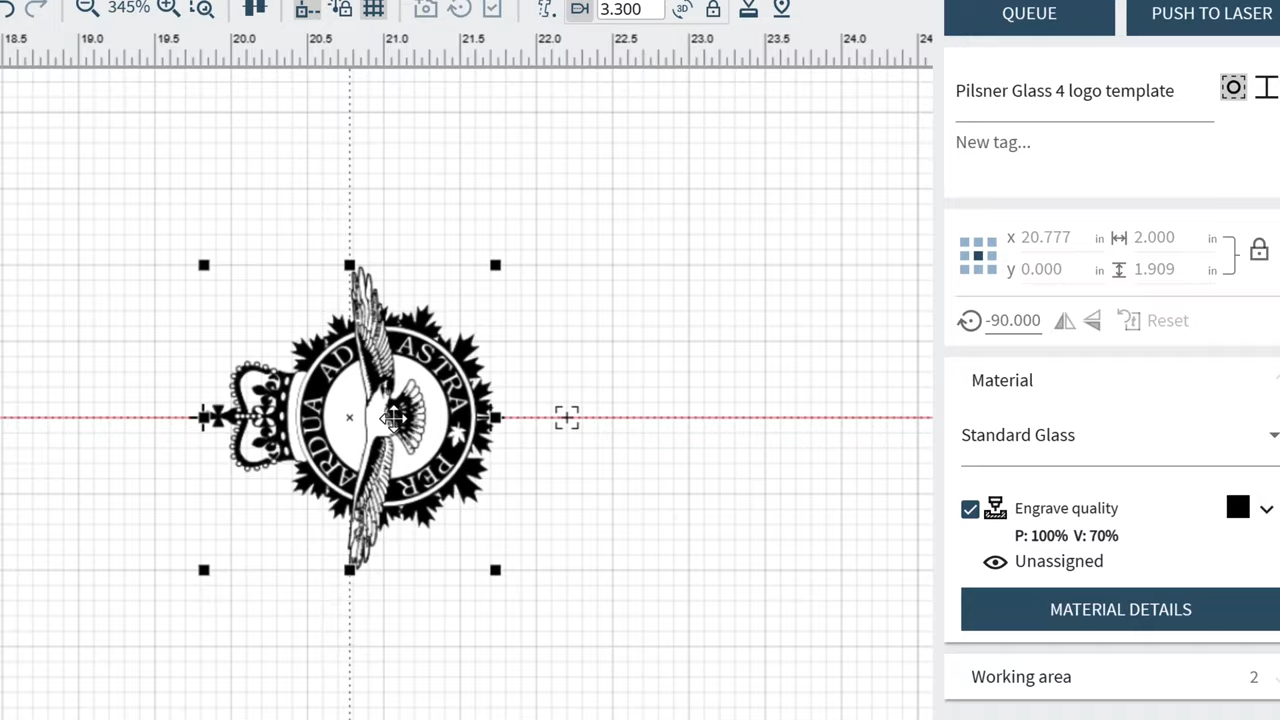 345%
3.300
QUEUE
PUSH TO LASER
18.5 19.0 19.5 20.0 20.5 21.0 21.5 22.0 22.5 23.0 23.5 24.0 24
Pilsner Glass 4 logo template
New tag...
x 20.777 in 2.000 in
y 0.000 in 1.909 in
-90.000 Reset
Material
Standard Glass
Engrave quality
P: 100% V: 70%
Unassigned
MATERIAL DETAILS
Working area 2
PER ARDUA AD ASTRA